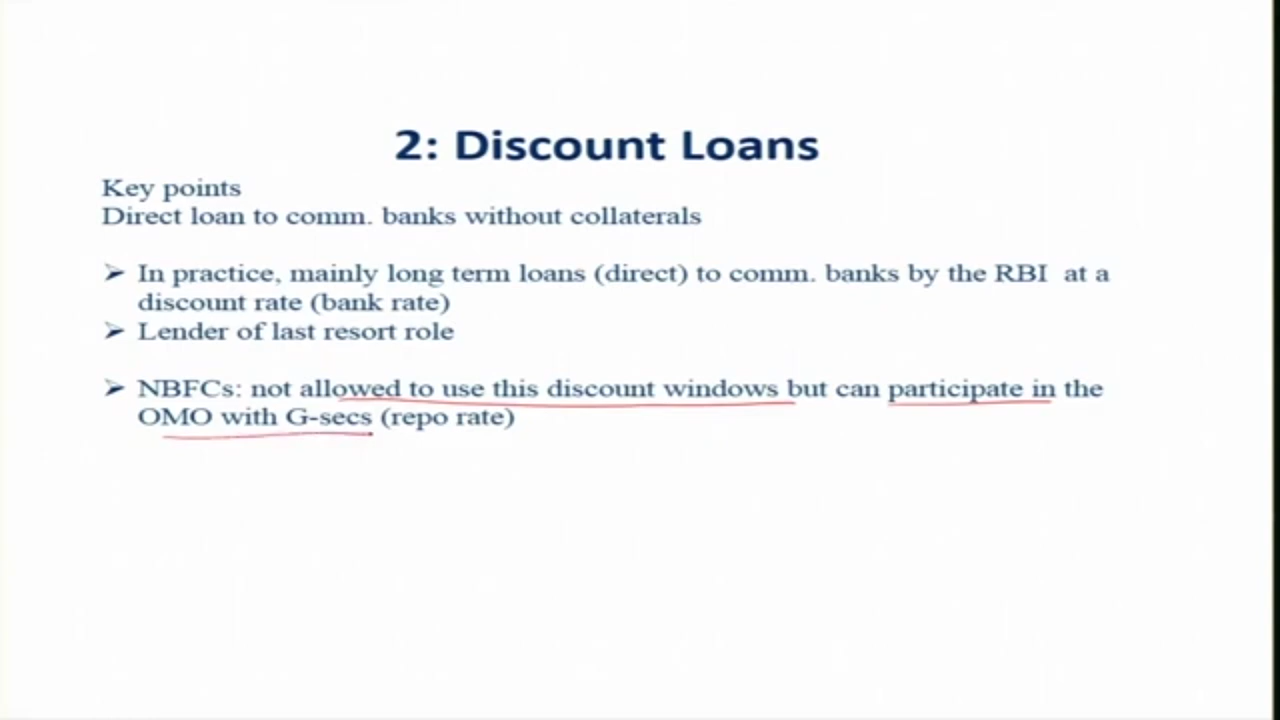 2: Discount Loans
Key points
Direct loan to comm. banks without collaterals
➢ In practice, mainly long term loans (direct) to comm. banks by the RBI at a
discount rate (bank rate)
➢ Lender of last resort role
➢ NBFCs: not allowed to use this discount windows but can participate in the
OMO with G-secs (repo rate)